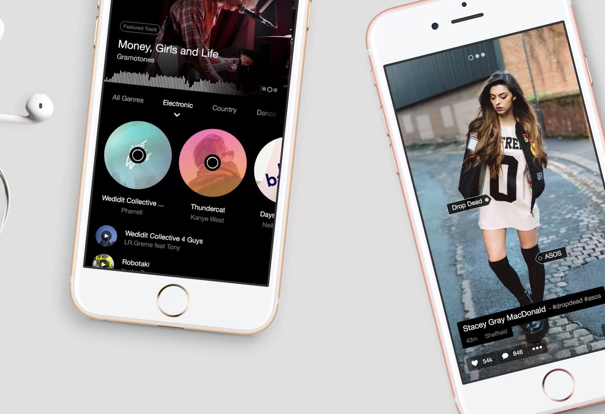 Featured Track
Money, Girls and Life
Gramotones
All Genres
Electronic
Country
Dance
Wedidit Collective ...
Pharrell
Thundercat
Kanye West
Days
Neil
Wedidit Collective 4 Guys
LR.Greme feat Tony
Robotaki
FREE
0
Drop Dead
ASOS
Stacey Gray MacDonald - #dropdead #asos
43m Sheffield
54k 846